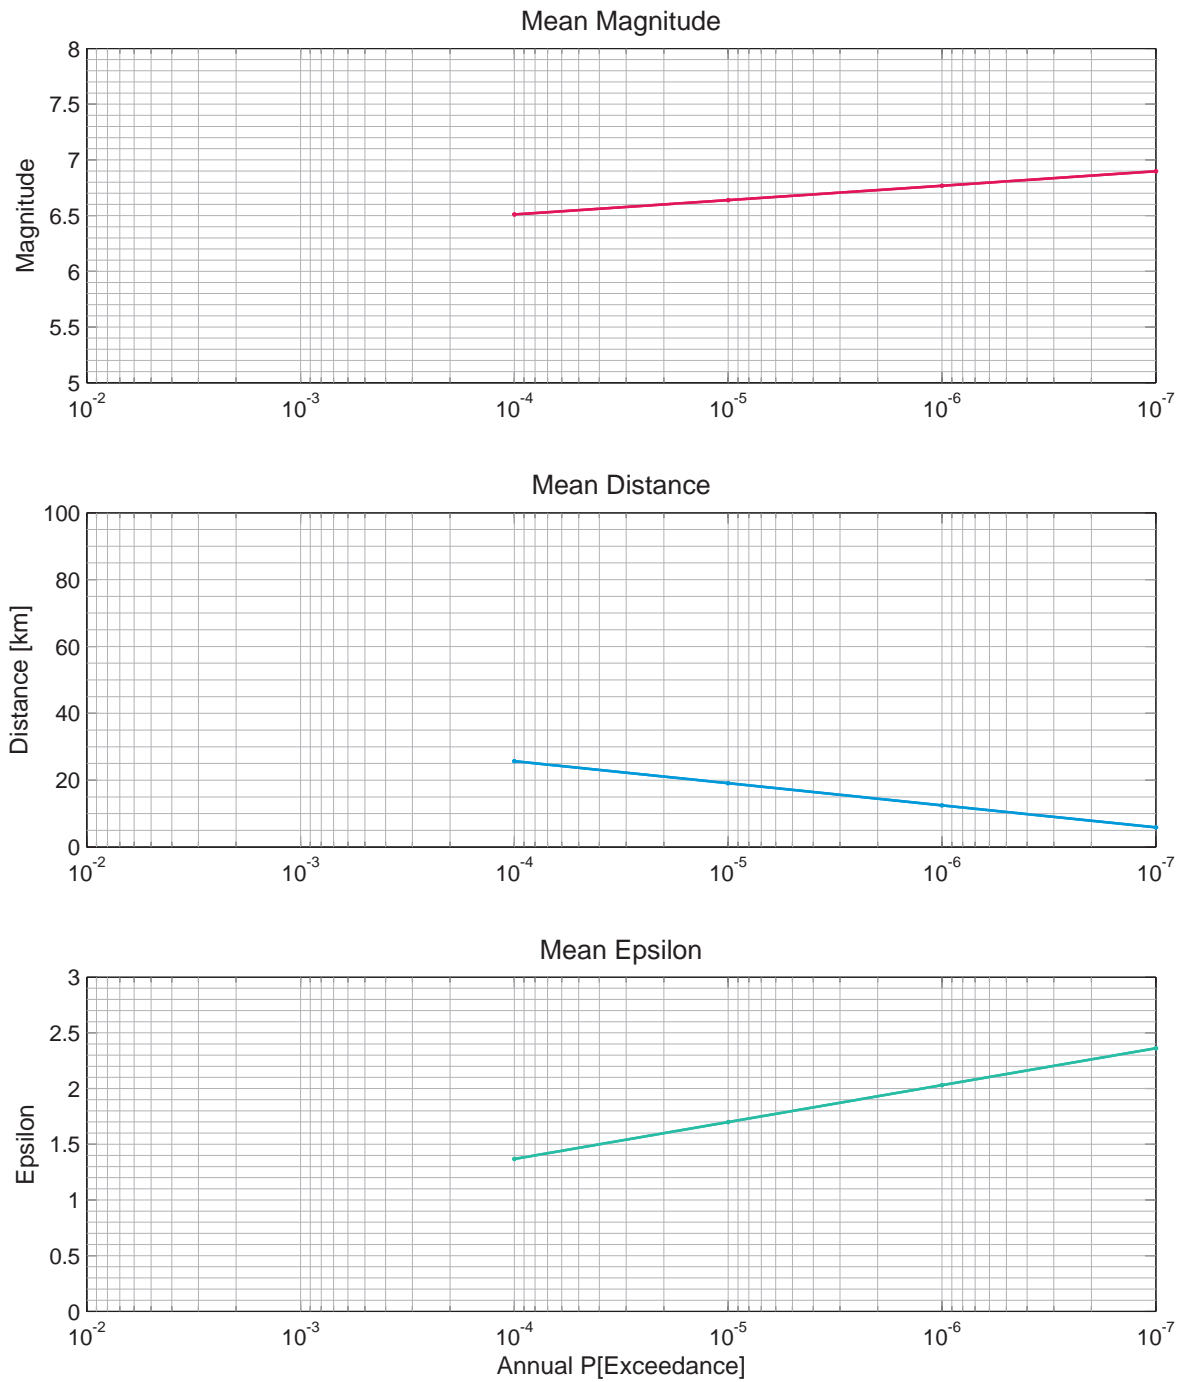 Mean Magnitude
Magnitude
8
7.5
7
6.5
6
5.5
5
10^-2 10^-3 10^-4 10^-5 10^-6 10^-7
Mean Distance
Distance [km]
100
80
60
40
20
0
10^-2 10^-3 10^-4 10^-5 10^-6 10^-7
Mean Epsilon
Epsilon
3
2.5
2
1.5
1
0.5
0
10^-2 10^-3 10^-4 10^-5 10^-6 10^-7
Annual P[Exceedance]